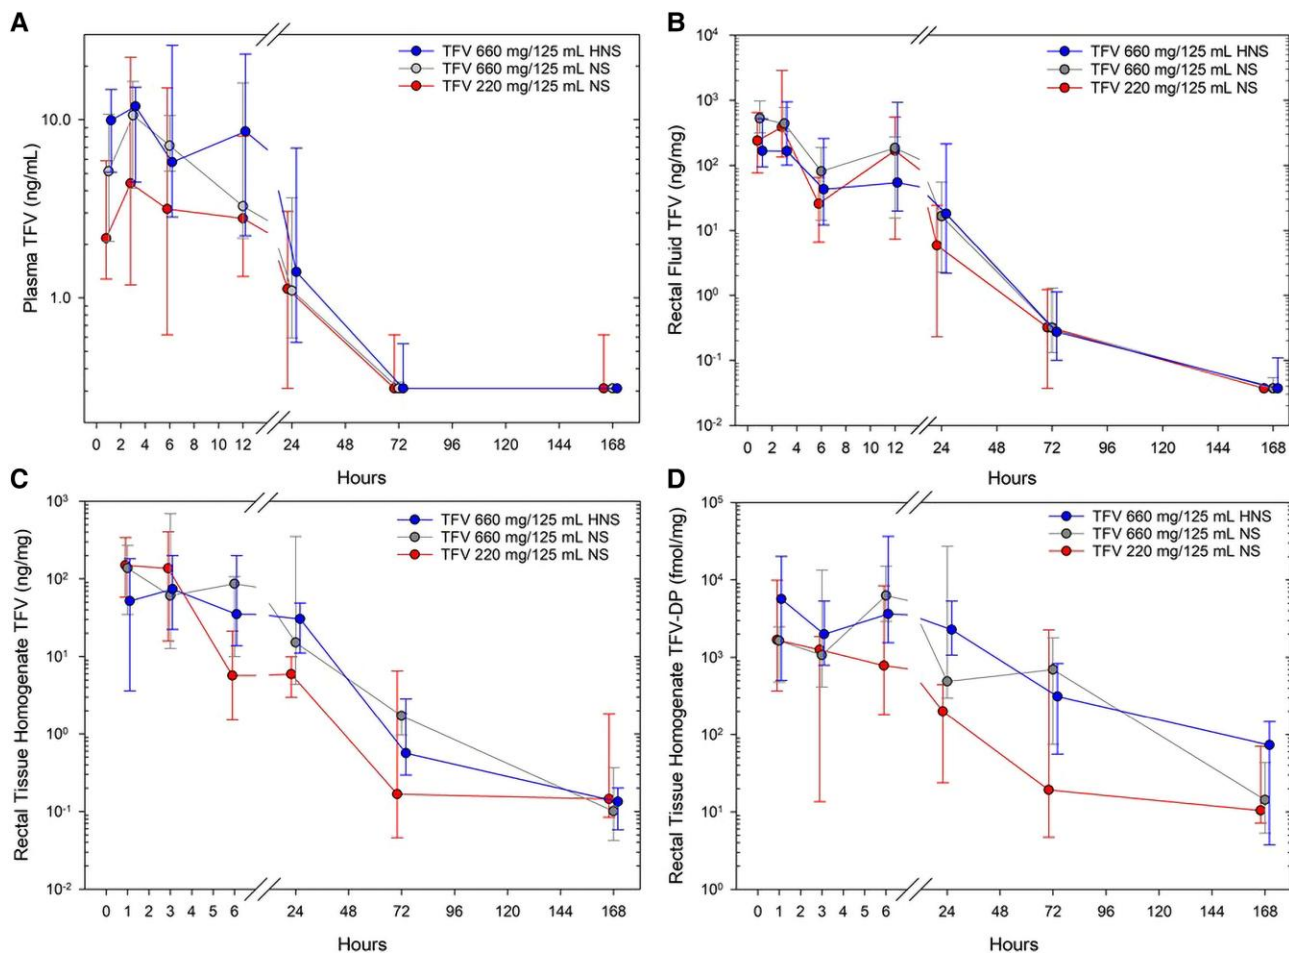 A
TFV 660 mg/125 mL HNS
TFV 660 mg/125 mL NS
TFV 220 mg/125 mL NS
Plasma TFV (ng/mL)
10.0
1.0
0 2 4 6 8 10 12 24 48 72 96 120 144 168
Hours
B
TFV 660 mg/125 mL HNS
TFV 660 mg/125 mL NS
TFV 220 mg/125 mL NS
Rectal Fluid TFV (ng/mg)
10⁴
10³
10²
10¹
10⁰
10⁻¹
10⁻²
0 2 4 6 8 10 12 24 48 72 96 120 144 168
Hours
C
TFV 660 mg/125 mL HNS
TFV 660 mg/125 mL NS
TFV 220 mg/125 mL NS
Rectal Tissue Homogenate TFV (ng/mg)
10³
10²
10¹
10⁰
10⁻¹
10⁻²
0 1 2 3 4 5 6 24 48 72 96 120 144 168
Hours
D
TFV 660 mg/125 mL HNS
TFV 660 mg/125 mL NS
TFV 220 mg/125 mL NS
Rectal Tissue Homogenate TFV-DP (fmol/mg)
10⁵
10⁴
10³
10²
10¹
10⁰
0 1 2 3 4 5 6 24 48 72 96 120 144 168
Hours